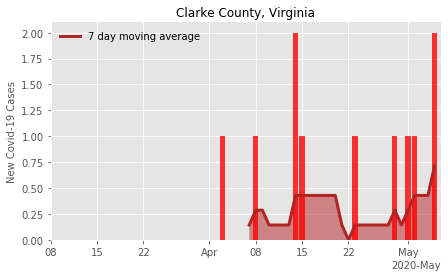 Clarke County, Virginia
7 day moving average
New Covid-19 Cases
2.00
1.75
1.50
1.25
1.00
0.75
0.50
0.25
0.00
08 15 22 Apr 08 15 22 May
2020-May